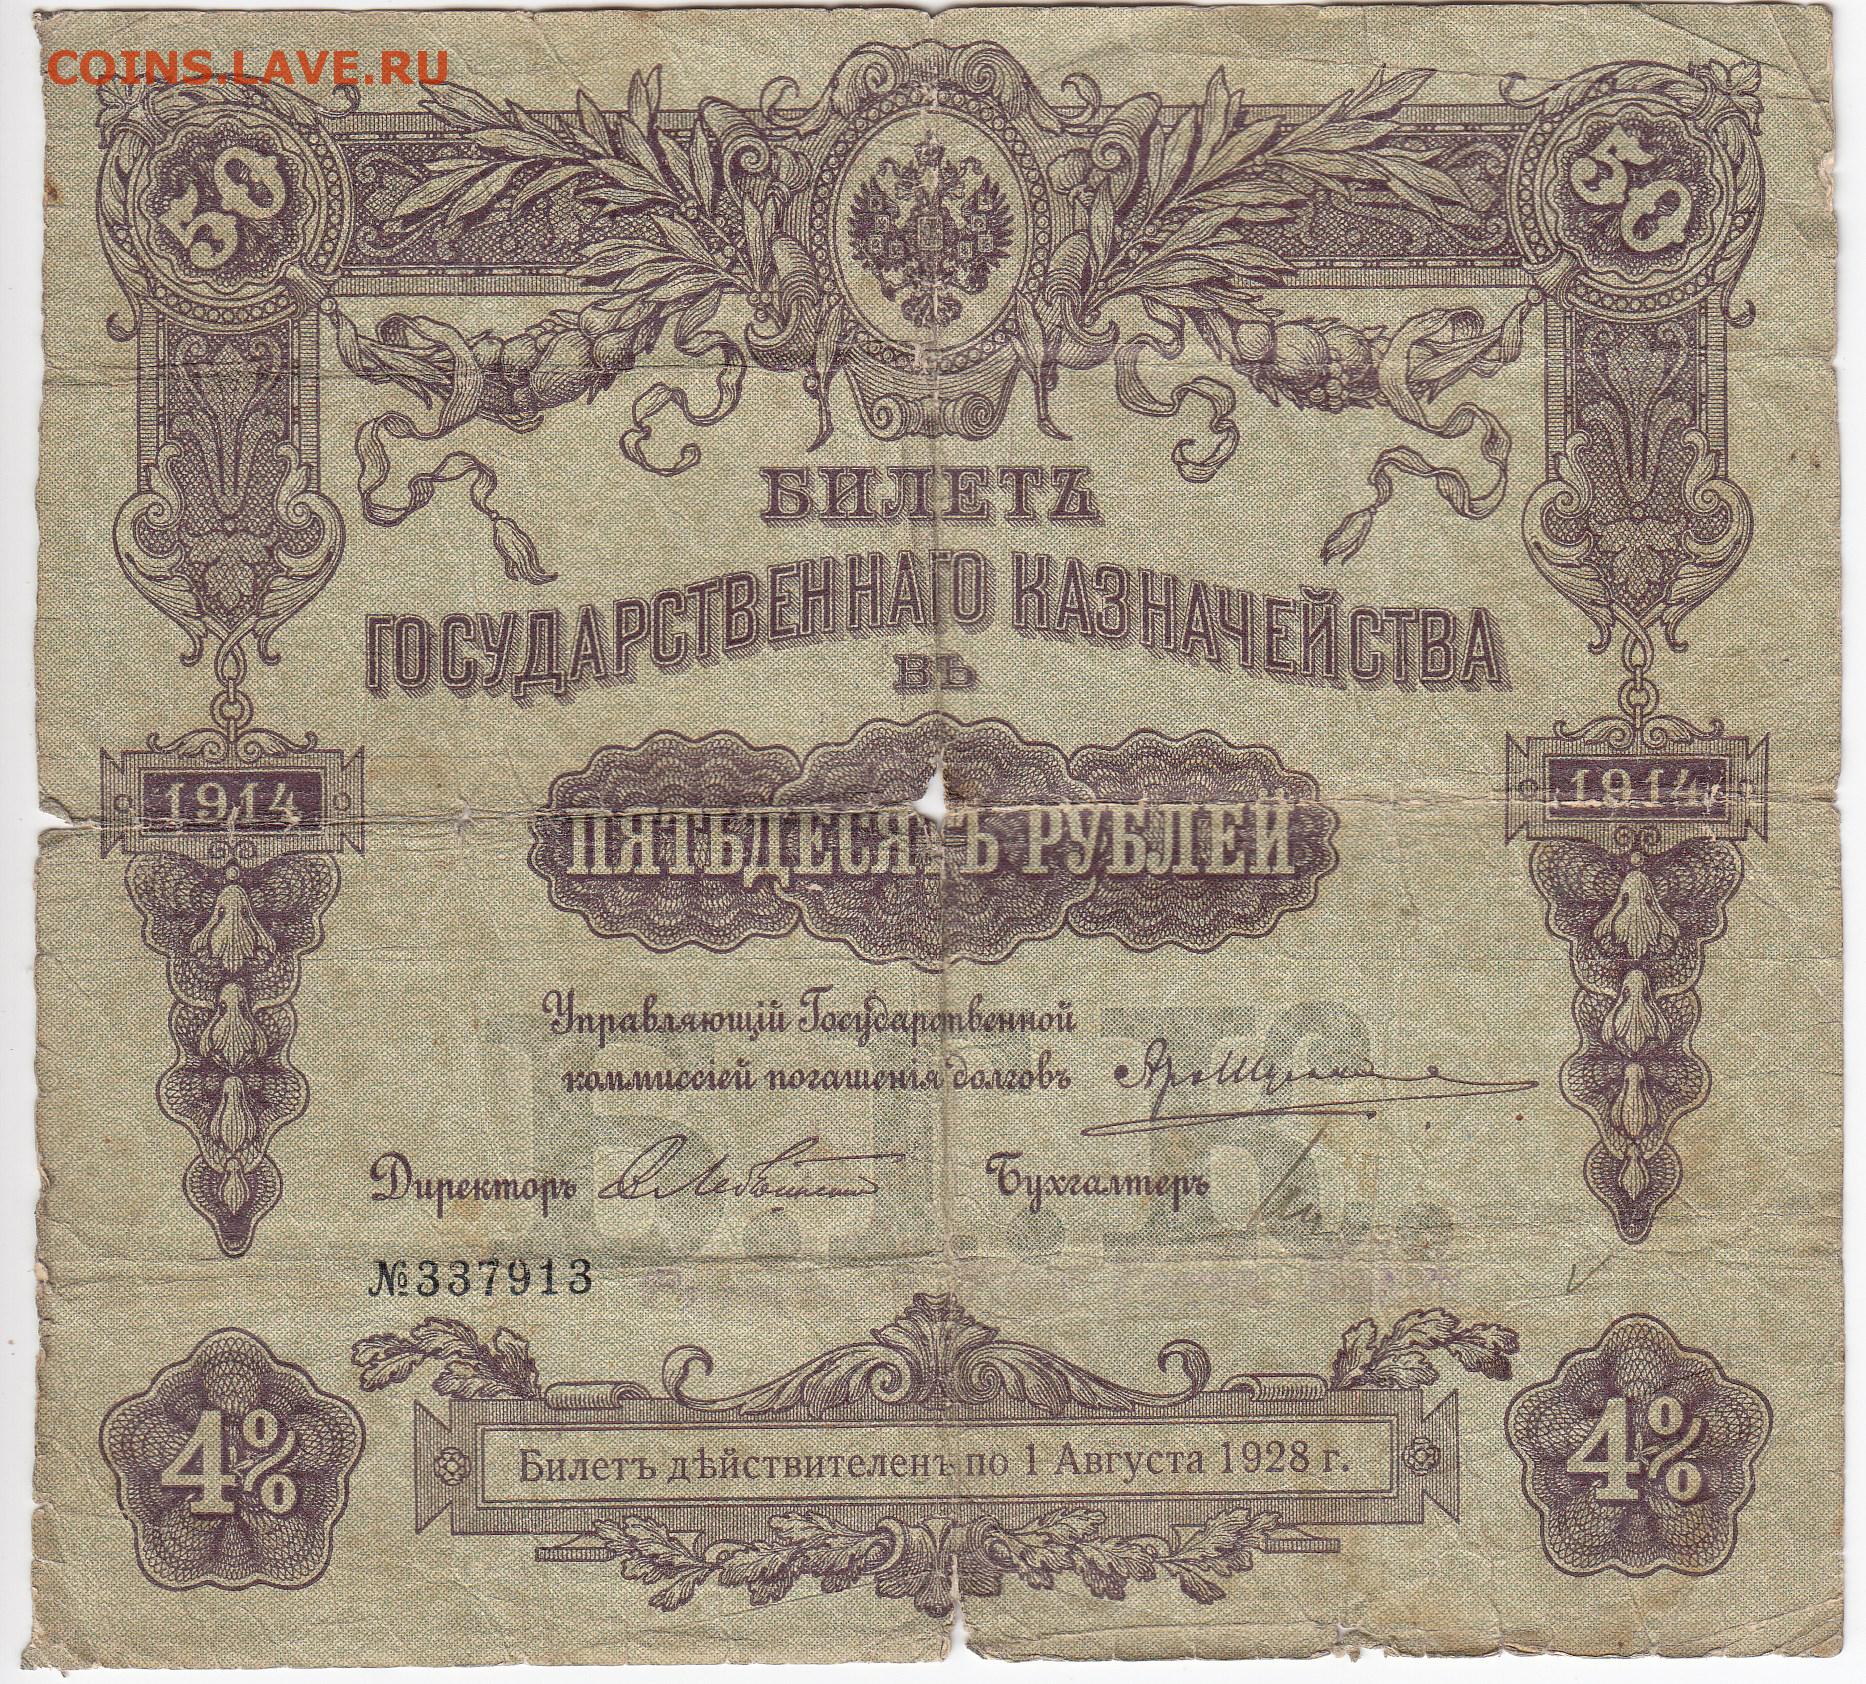 COINS.LAVE.RU
50 50
БИЛЕТЪ
ГОСУДАРСТВЕННАГО КАЗНАЧЕЙСТВА
ВЪ
1914 1914
ПЯТЬДЕСЯТЪ РУБЛЕЙ
Управляющій Государственной
коммиссіей погашенія долговъ
Директоръ Бухгалтеръ
№337913
4% 4%
Билетъ дѣйствителенъ по 1 Августа 1928 г.